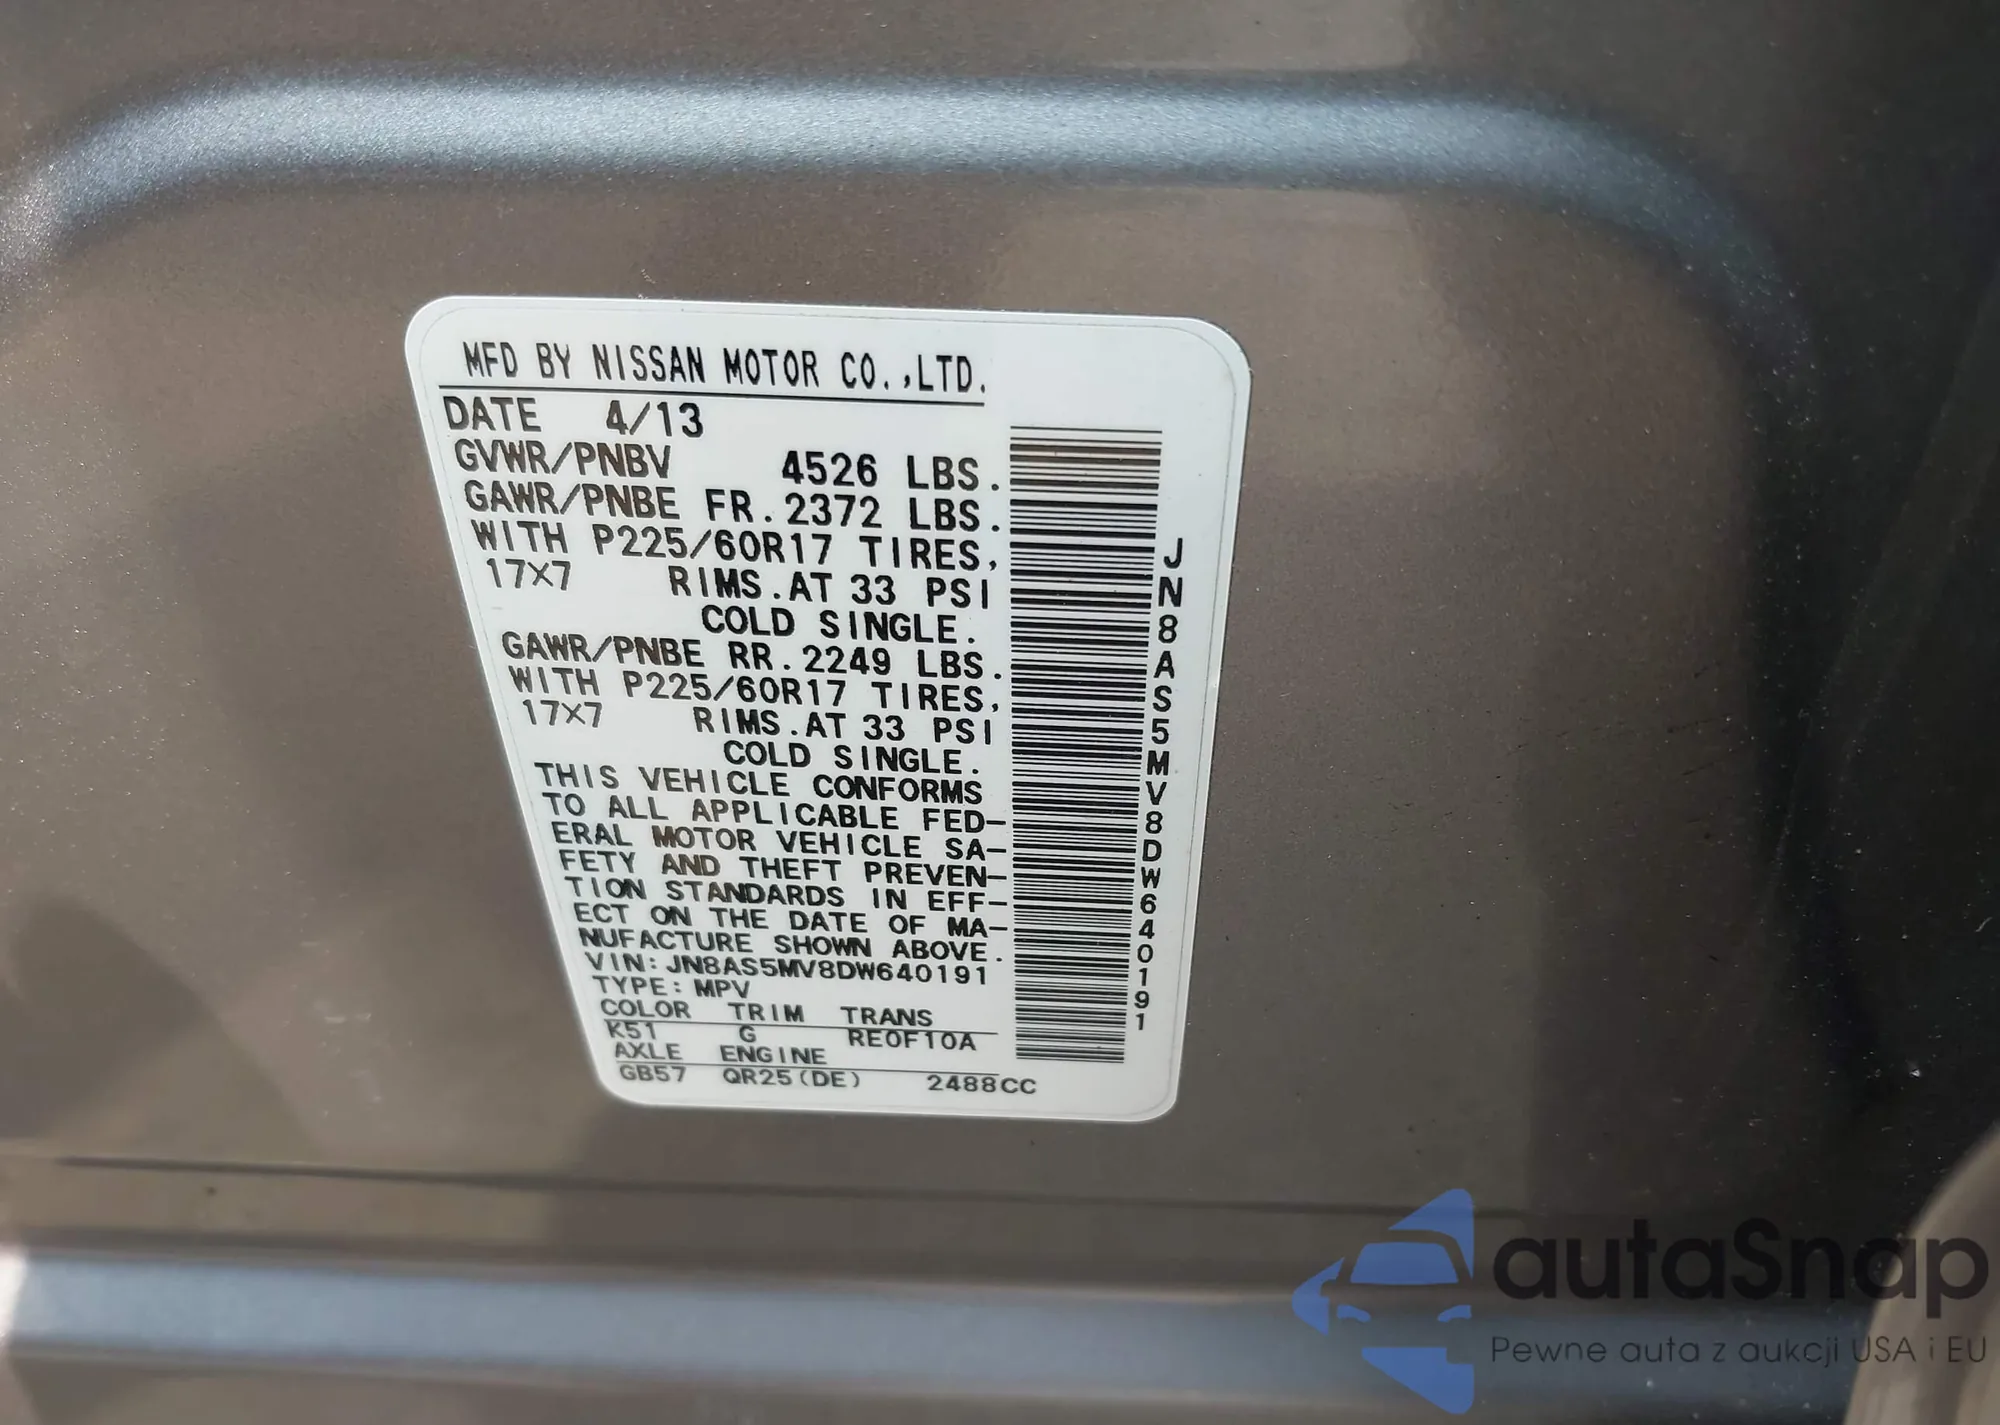 MFD BY NISSAN MOTOR CO.,LTD.
DATE 4/13
GVWR/PNBV 4526 LBS.
GAWR/PNBE FR.2372 LBS.
WITH P225/60R17 TIRES,
17X7 RIMS.AT 33 PSI
COLD SINGLE.
GAWR/PNBE RR.2249 LBS.
WITH P225/60R17 TIRES,
17X7 RIMS.AT 33 PSI
COLD SINGLE.
THIS VEHICLE CONFORMS
TO ALL APPLICABLE FED-
ERAL MOTOR VEHICLE SA-
FETY AND THEFT PREVEN-
TION STANDARDS IN EFF-
ECT ON THE DATE OF MA-
NUFACTURE SHOWN ABOVE.
VIN:JN8AS5MV8DW640191
TYPE:MPV
COLOR TRIM TRANS
K51 G RE0F10A
AXLE ENGINE
GB57 QR25(DE) 2488CC
JN8AS5MV8DW640191
autaSnap
Pewne auta z aukcji USA i EU